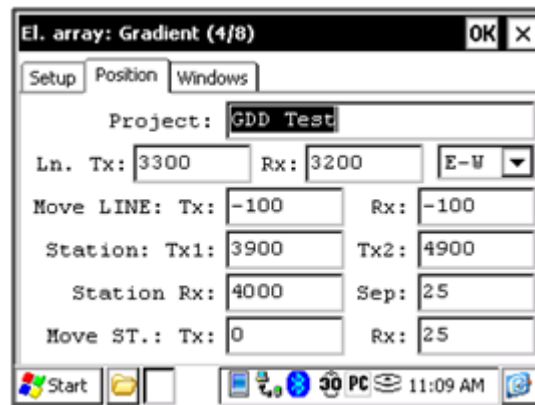 El. array: Gradient (4/8) OK ×
Setup Position Windows
Project: GDD Test
Ln. Tx: 3300 Rx: 3200 E-W
Move LINE: Tx: -100 Rx: -100
Station: Tx1: 3900 Tx2: 4900
Station Rx: 4000 Sep: 25
Move ST.: Tx: 0 Rx: 25
Start PC 11:09 AM